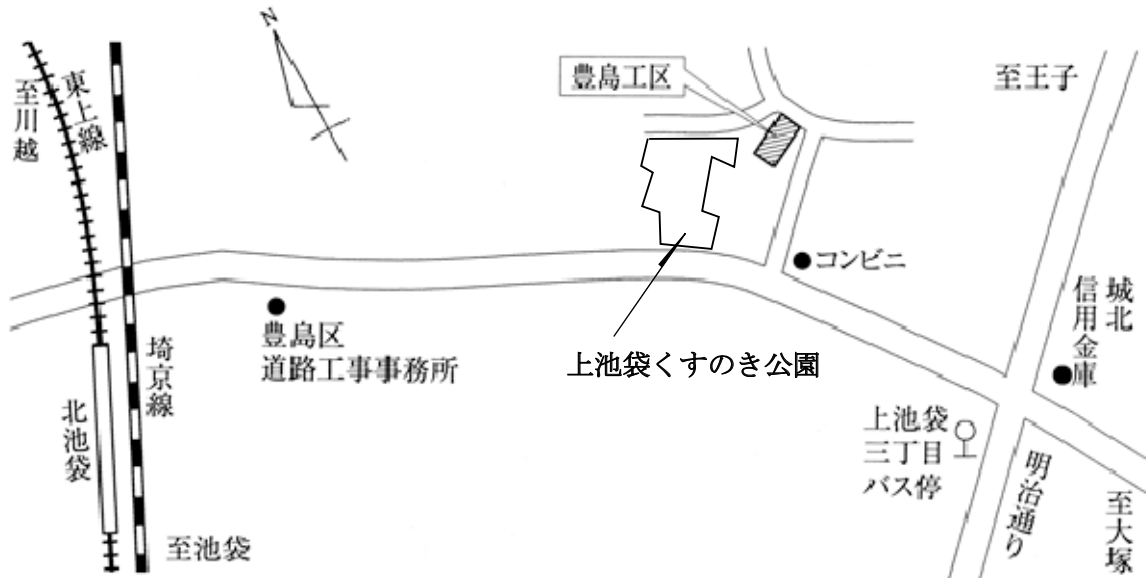 N
東上線
至川越
豊島工区
至王子
コンビニ
城北
信用金庫
豊島区
道路工事事務所
埼京線
上池袋くすのき公園
北池袋
上池袋
三丁目
バス停
明治通り
至大塚
至池袋